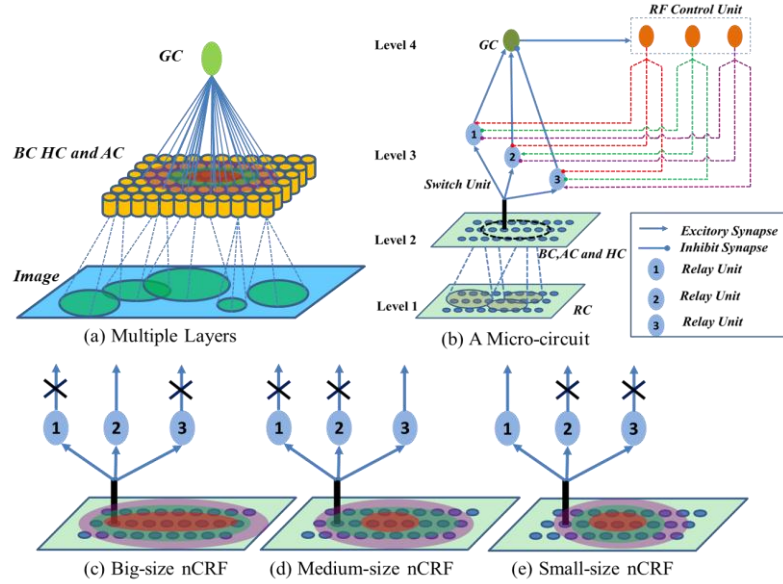 GC
BC HC and AC
Image
(a) Multiple Layers
RF Control Unit
Level 4
GC
1
Level 3
2
3
Switch Unit
Level 2
BC,AC and HC
Level 1
RC
(b) A Micro-circuit
Excitory Synapse
Inhibit Synapse
1 Relay Unit
2 Relay Unit
3 Relay Unit
1 2 3
1 2 3
1 2 3
(c) Big-size nCRF
(d) Medium-size nCRF
(e) Small-size nCRF